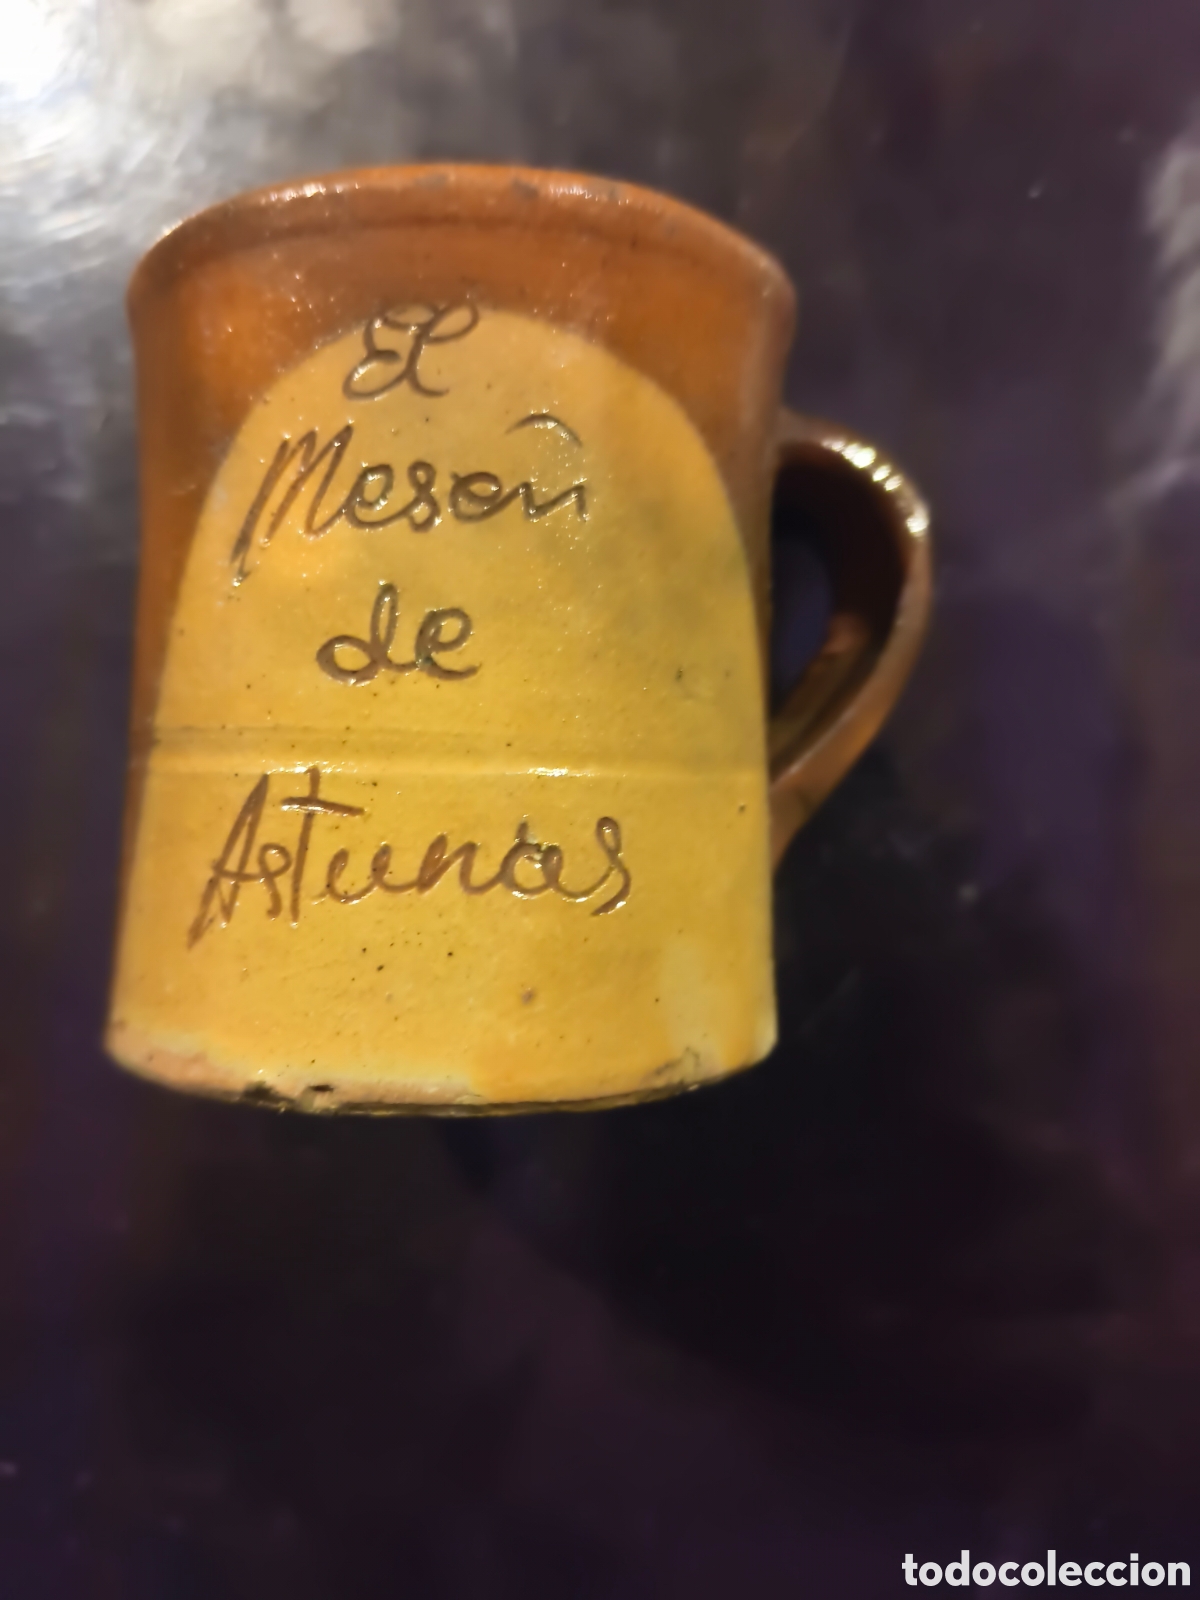 El
Mesón
de
Asturias
todocoleccion